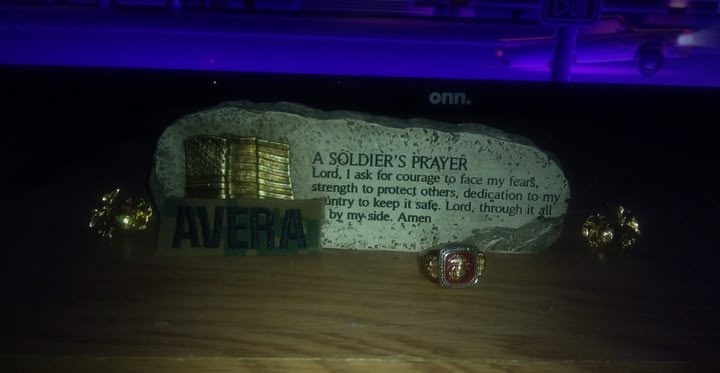 onn.
A SOLDIER'S PRAYER
Lord, I ask for courage to face my fears,
strength to protect others, dedication to my
untry to keep it safe. Lord, through it all
by my side. Amen
AVERA